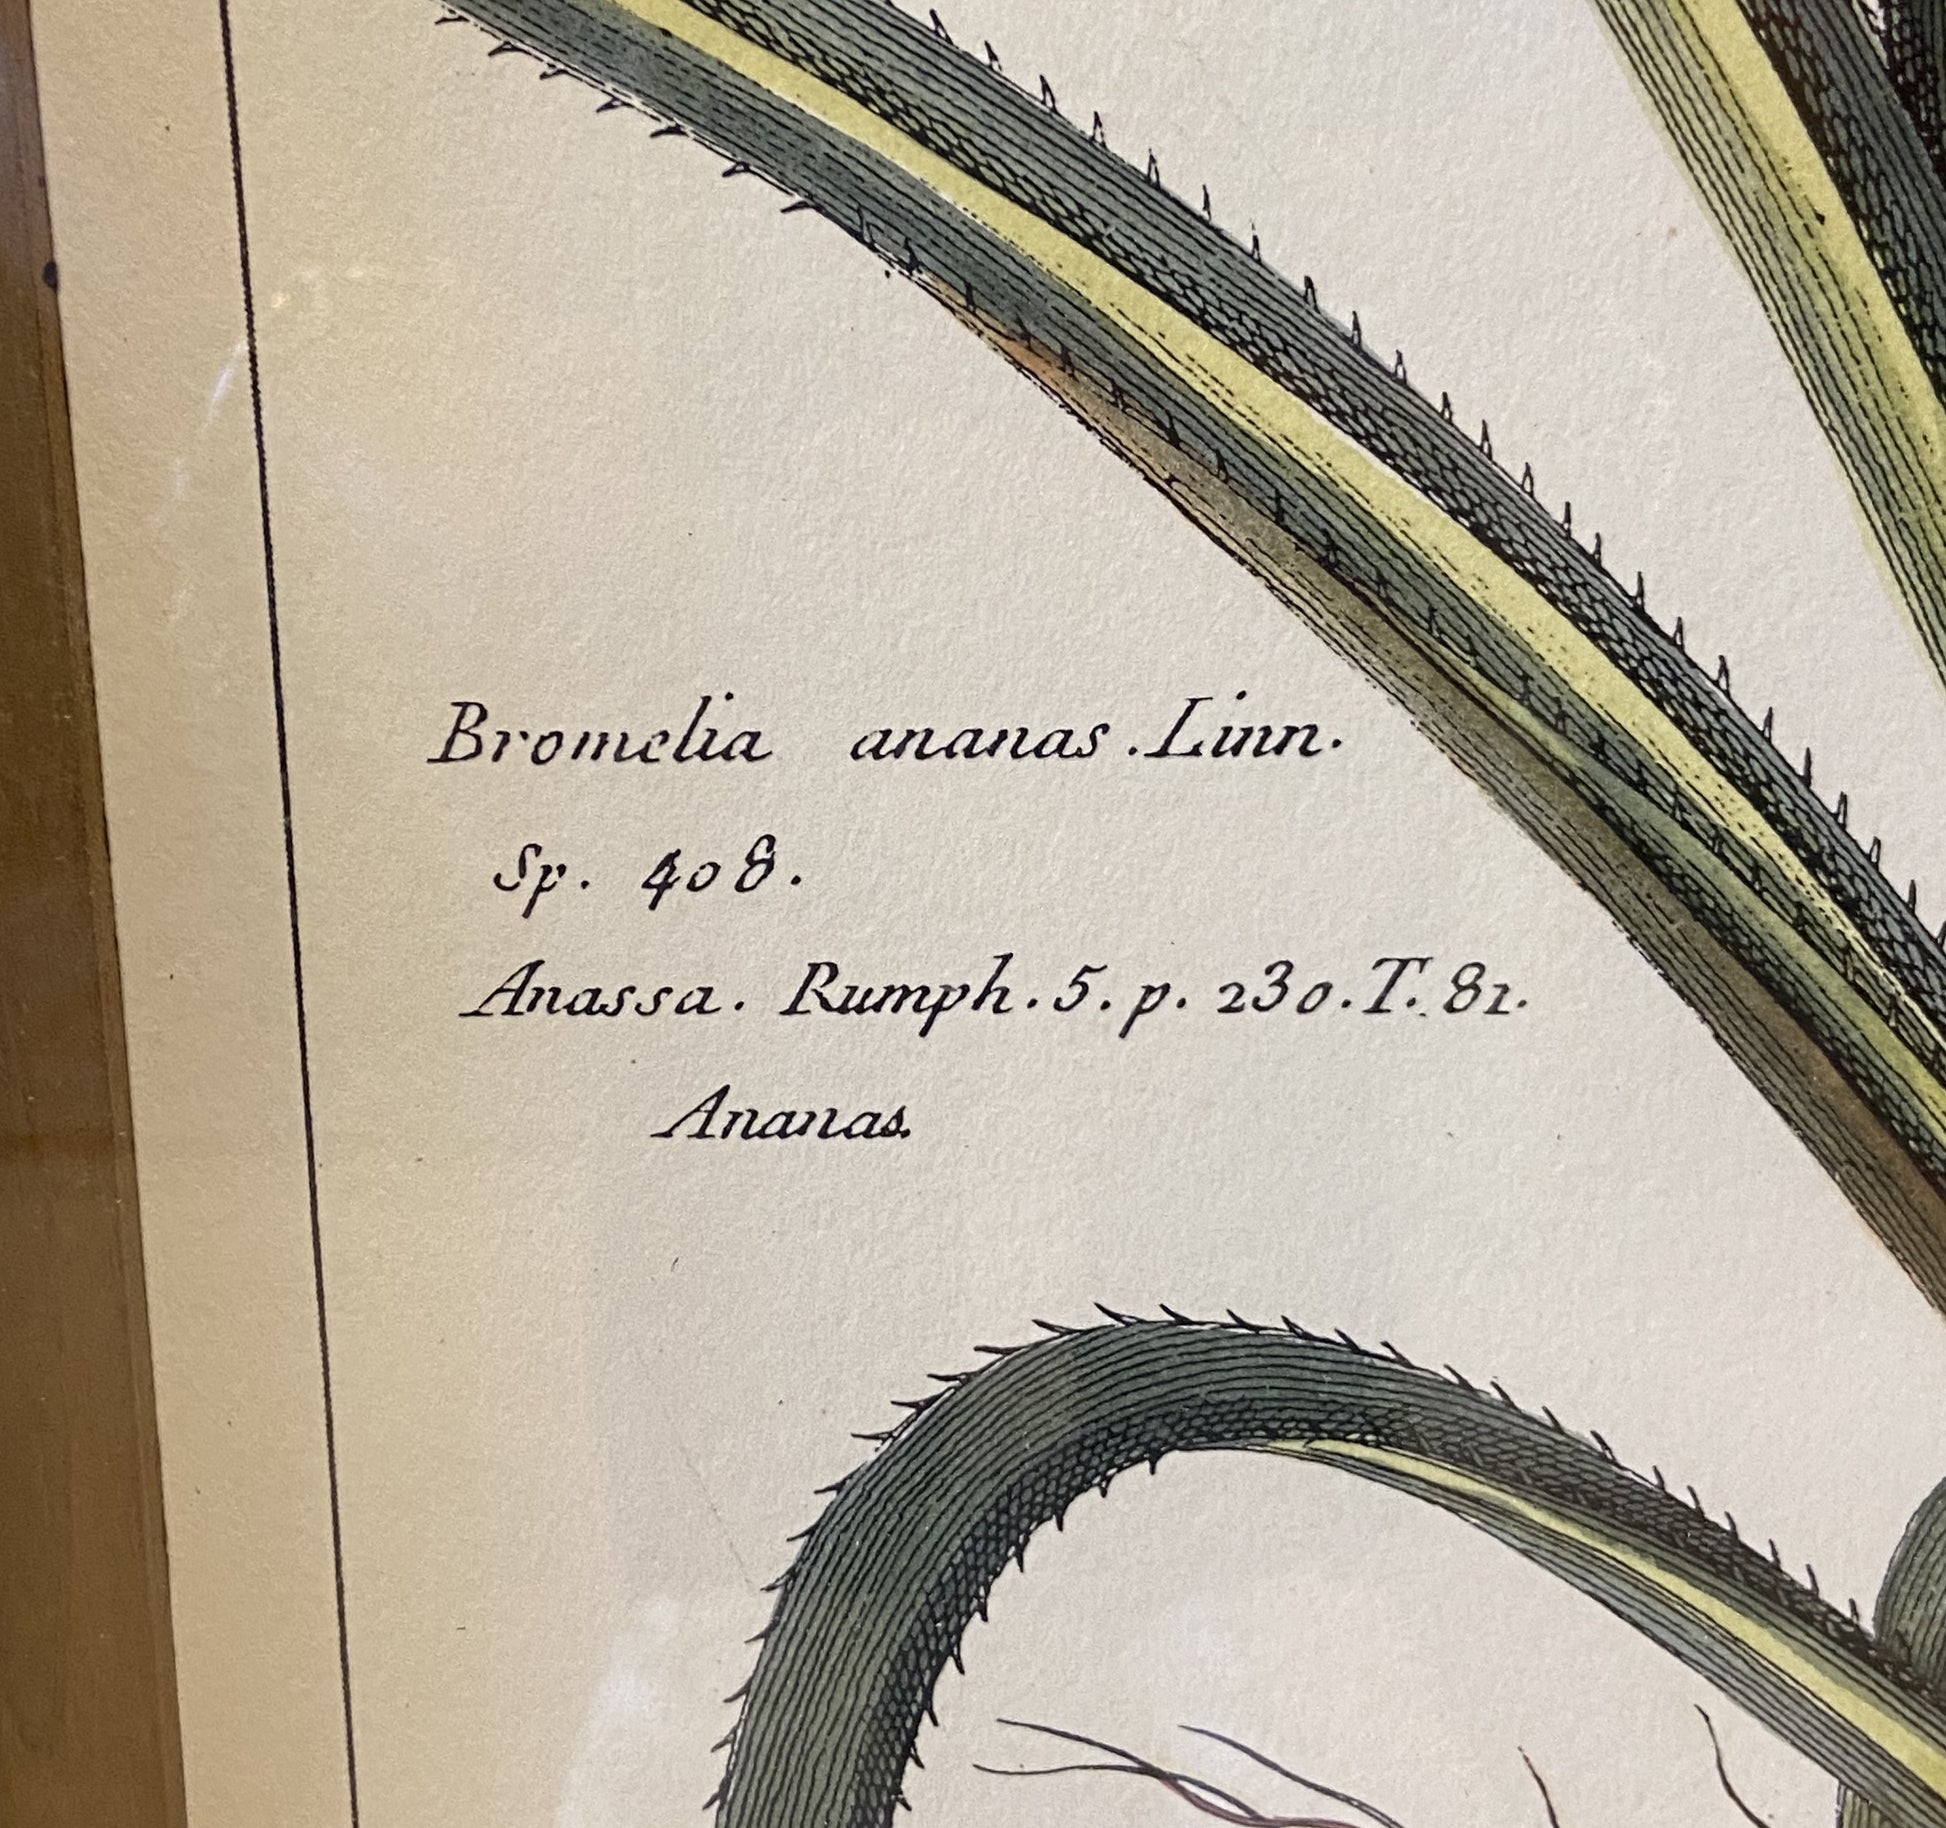 Bromelia ananas . Linn.
Sp. 408.
Anassa. Rumph. 5. p. 230. T. 81.
Ananas.